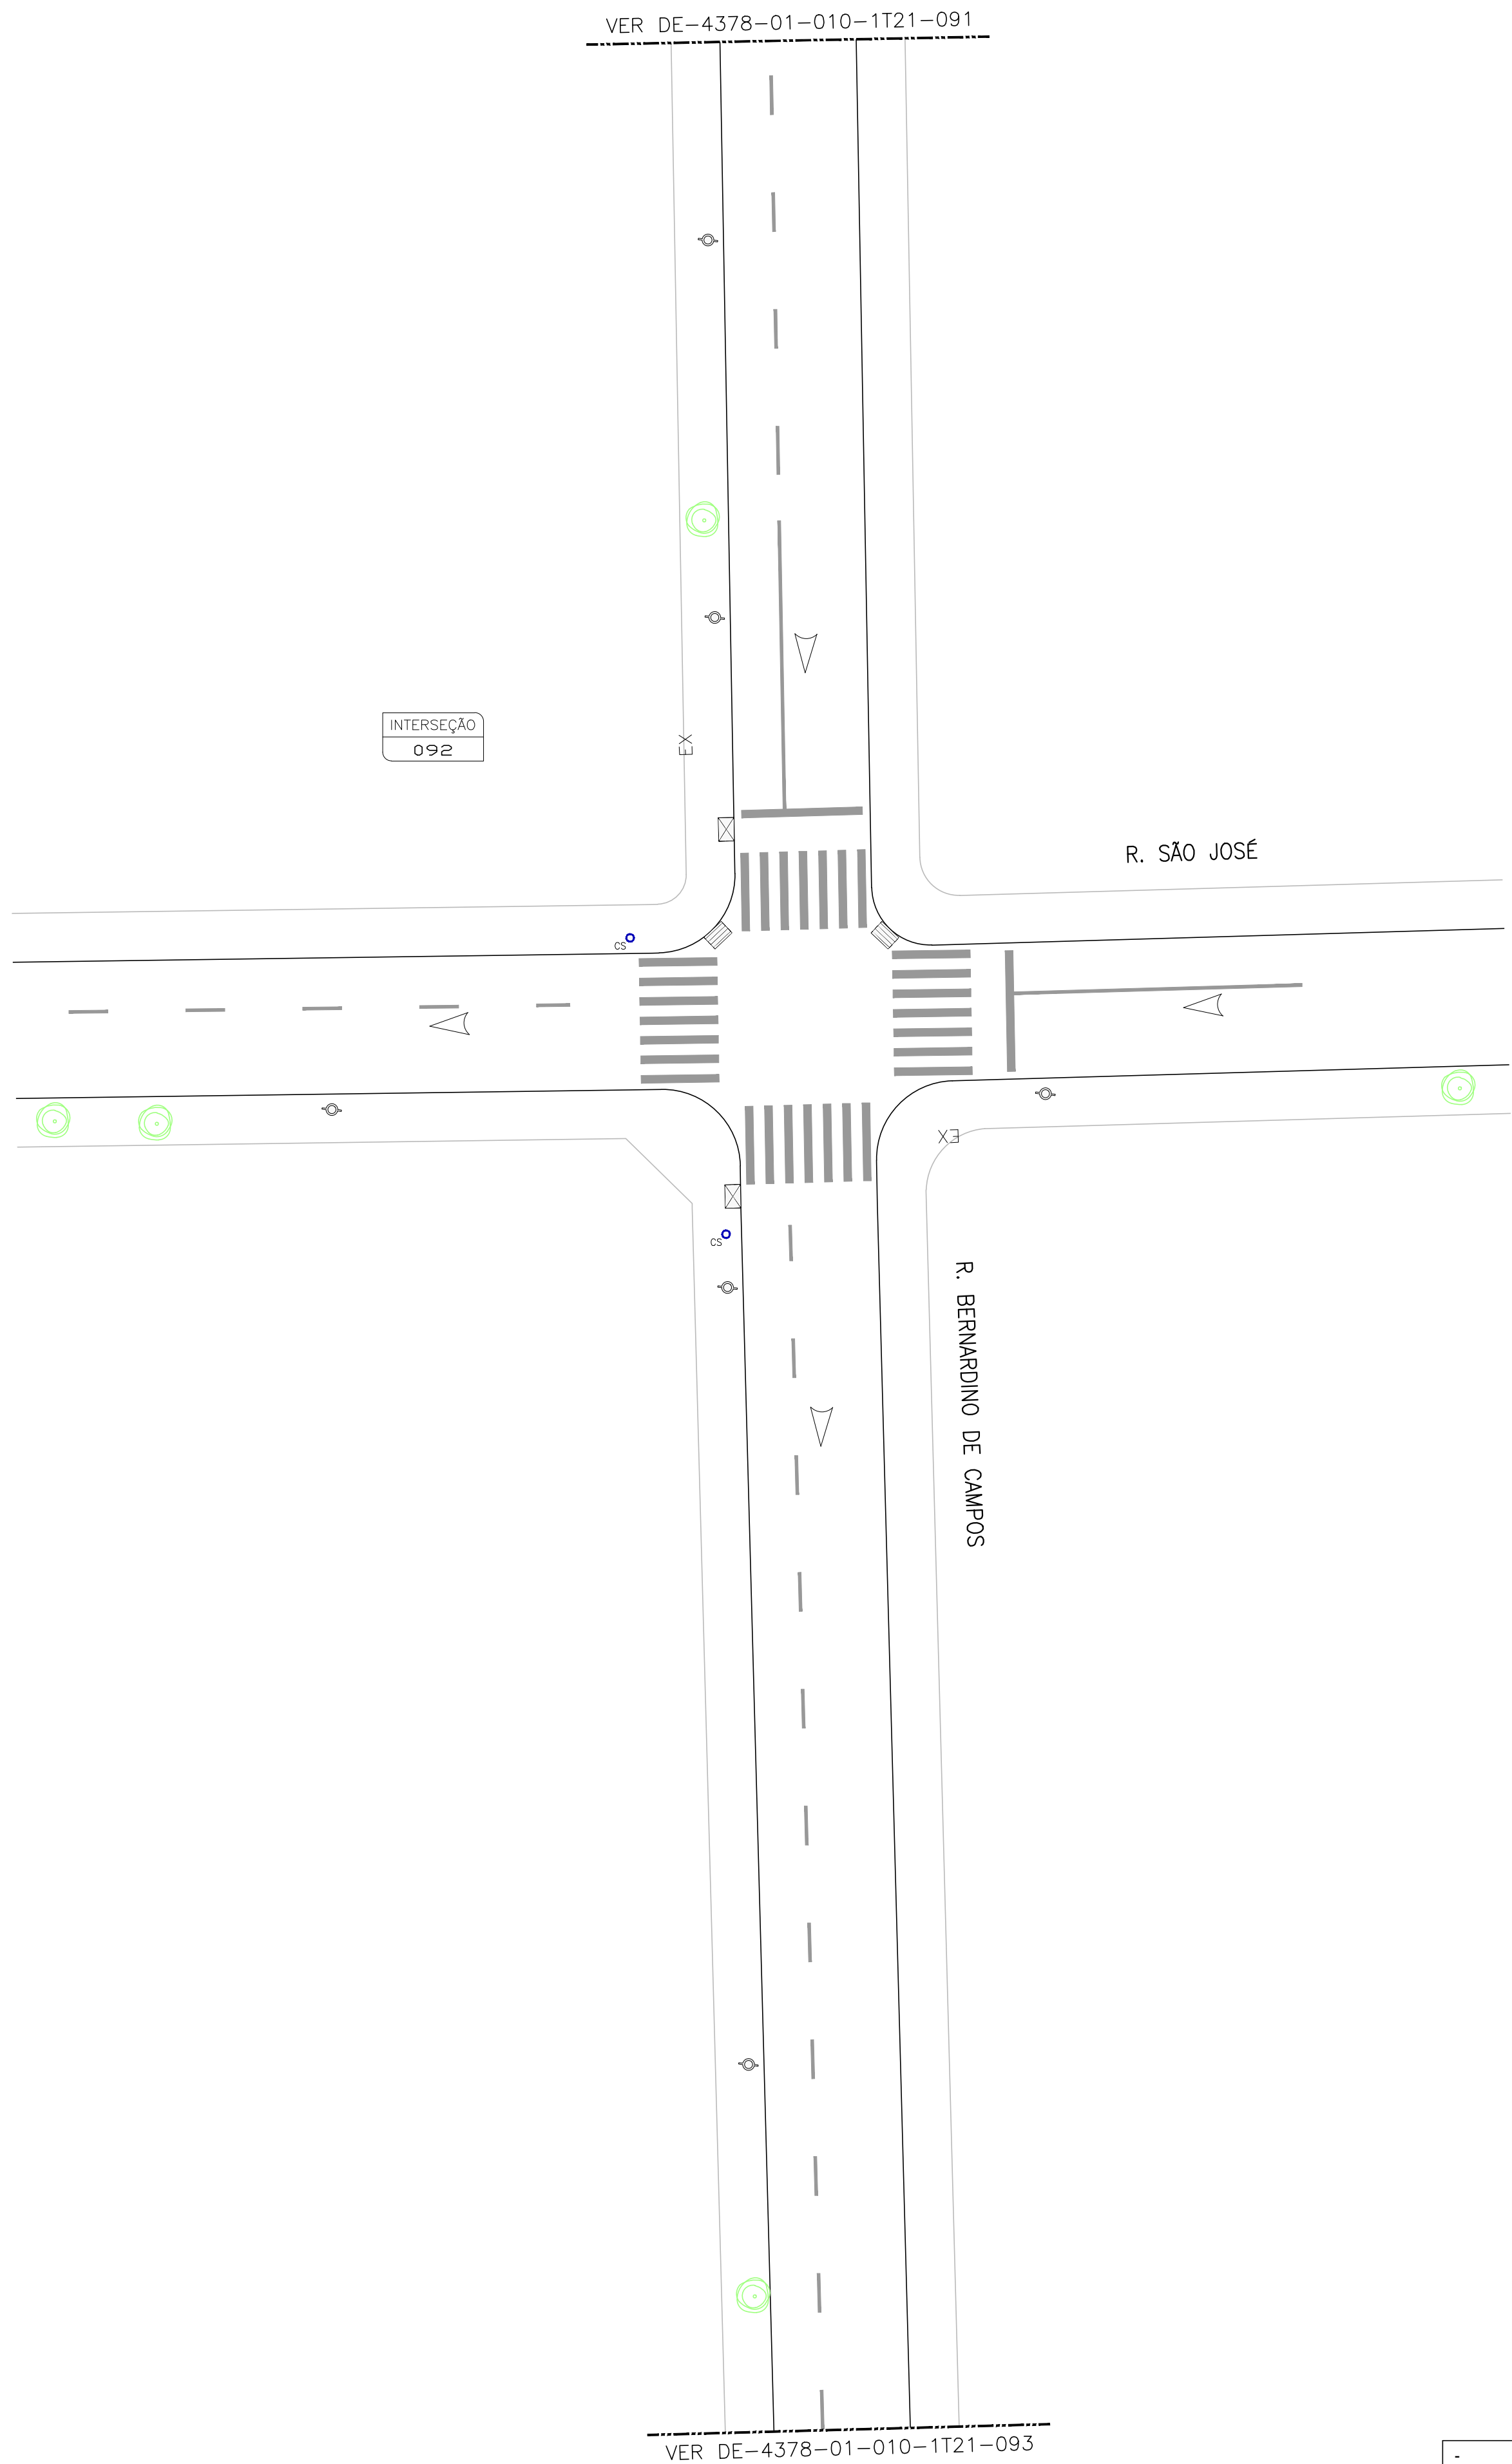 VER DE-4378-01-010-1T21-091
INTERSEÇÃO
092
EX
R. SÃO JOSÉ
CS
EX
CS
R. BERNARDINO DE CAMPOS
VER DE-4378-01-010-1T21-093
-